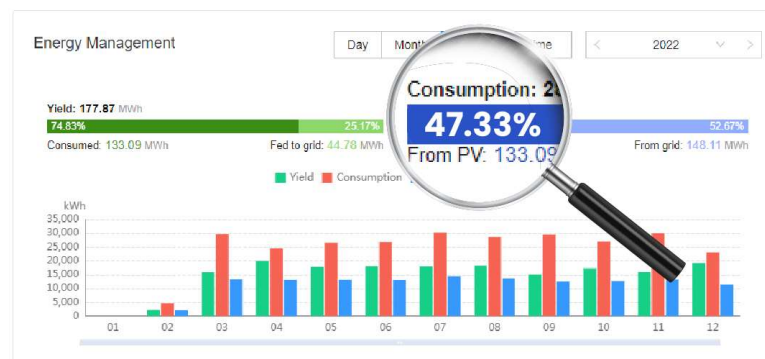 Energy Management
Day
2022
Yield: 177.87 MWh
Consumption:
74.83%
25.17%
47.33%
52.67%
Consumed: 133.09 MWh
Fed to grid: 44.78 MWh
From PV: 133.09
From grid: 148.11 MWh
Yield
Consumption
kWh
35,000
30,000
25,000
20,000
15,000
10,000
5,000
0
01 02 03 04 05 06 07 08 09 10 11 12